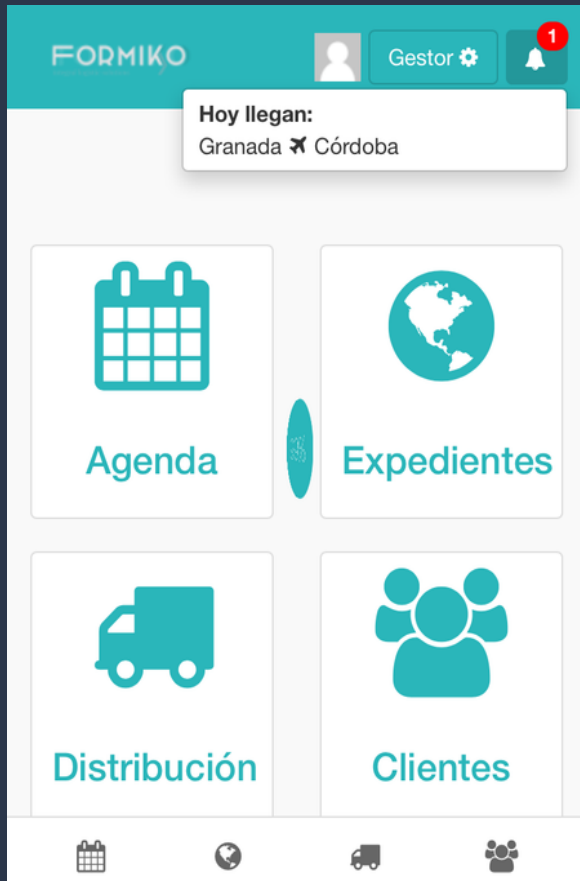 FORMIKO
Gestor
1
Hoy llegan:
Granada Córdoba
Agenda
Expedientes
Distribución
Clientes